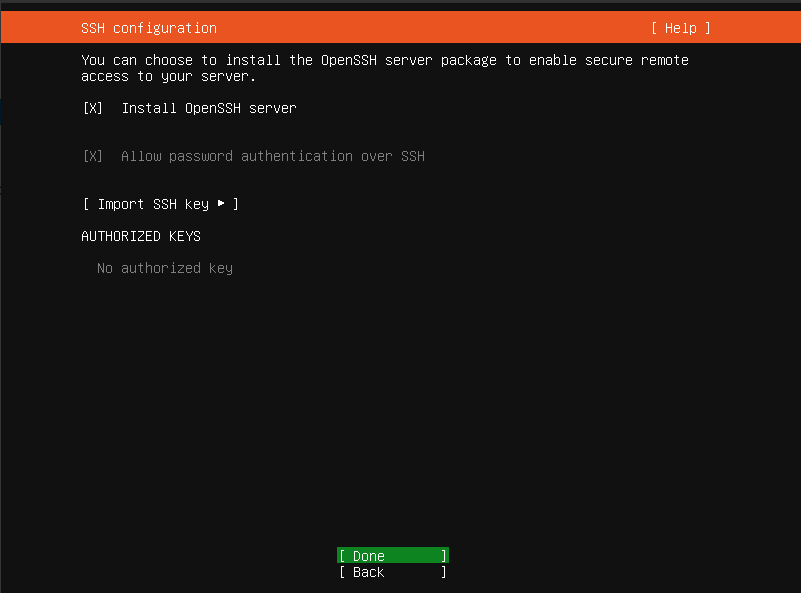 SSH configuration [ Help ]
You can choose to install the OpenSSH server package to enable secure remote
access to your server.
[X] Install OpenSSH server
[X] Allow password authentication over SSH
[ Import SSH key ▸ ]
AUTHORIZED KEYS
No authorized key
[ Done ]
[ Back ]